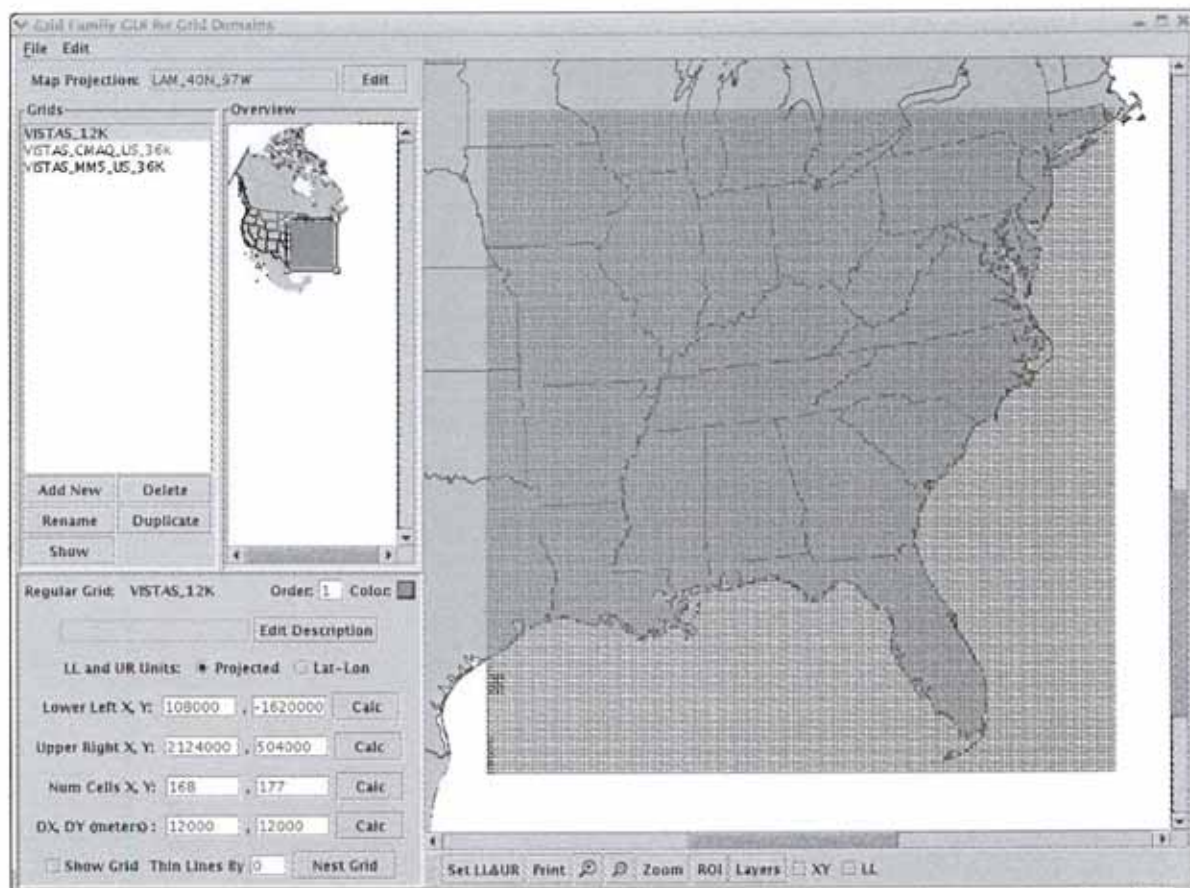 Grid Family GUI for Grid Domains
File Edit
Map Projection: LAM_40N_97W Edit
Grids
VISTAS_12K
VISTAS_CMAQ_US_36K
VISTAS_MM5_US_36K
Overview
Add New Delete
Rename Duplicate
Show
Regular Grid: VISTAS_12K Order: 1 Color:
Edit Description
LL and UR Units: Projected Lat-Lon
Lower Left X, Y: 108000 , -1620000 Calc
Upper Right X, Y: 2124000 , 504000 Calc
Num Cells X, Y: 168 , 177 Calc
DX, DY (meters) : 12000 , 12000 Calc
Show Grid Thin Lines By 0 Nest Grid
Set LL&UR Print Zoom ROI Layers XY LL